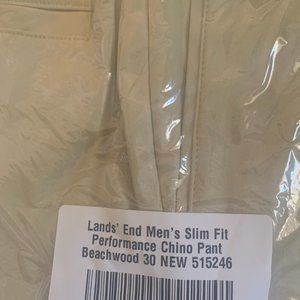 Lands' End Men's Slim Fit
Performance Chino Pant
Beachwood 30 NEW 515246